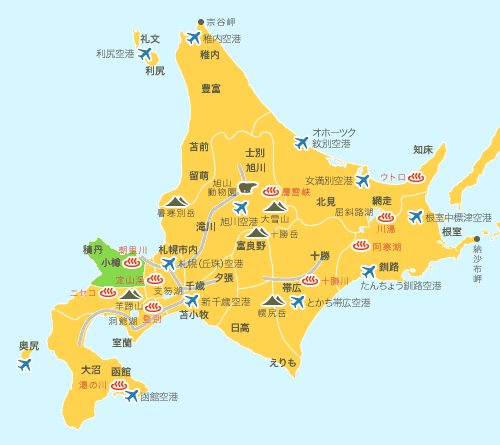 宗谷岬
礼文
稚内空港
利尻空港
稚内
利尻
豊富
オホーツク
紋別空港
苫前
士別
知床
旭川
留萌
層雲峡
女満別空港
ウトロ
旭山
動物園
北見
網走
暑寒別岳
旭川空港
大雪山
屈斜路湖
根室中標津空港
滝川
十勝岳
川湯
根室
積丹
朝里川
札幌市内
富良野
阿寒湖
納沙布岬
小樽
札幌(丘珠)空港
十勝
釧路
定山渓
夕張
十勝川
ニセコ
支笏湖
千歳
帯広
たんちょう釧路空港
羊蹄山
新千歳空港
とかち帯広空港
洞爺湖
登別
苫小牧
幌尻岳
日高
室蘭
奥尻
えりも
大沼
函館
湯の川
函館空港